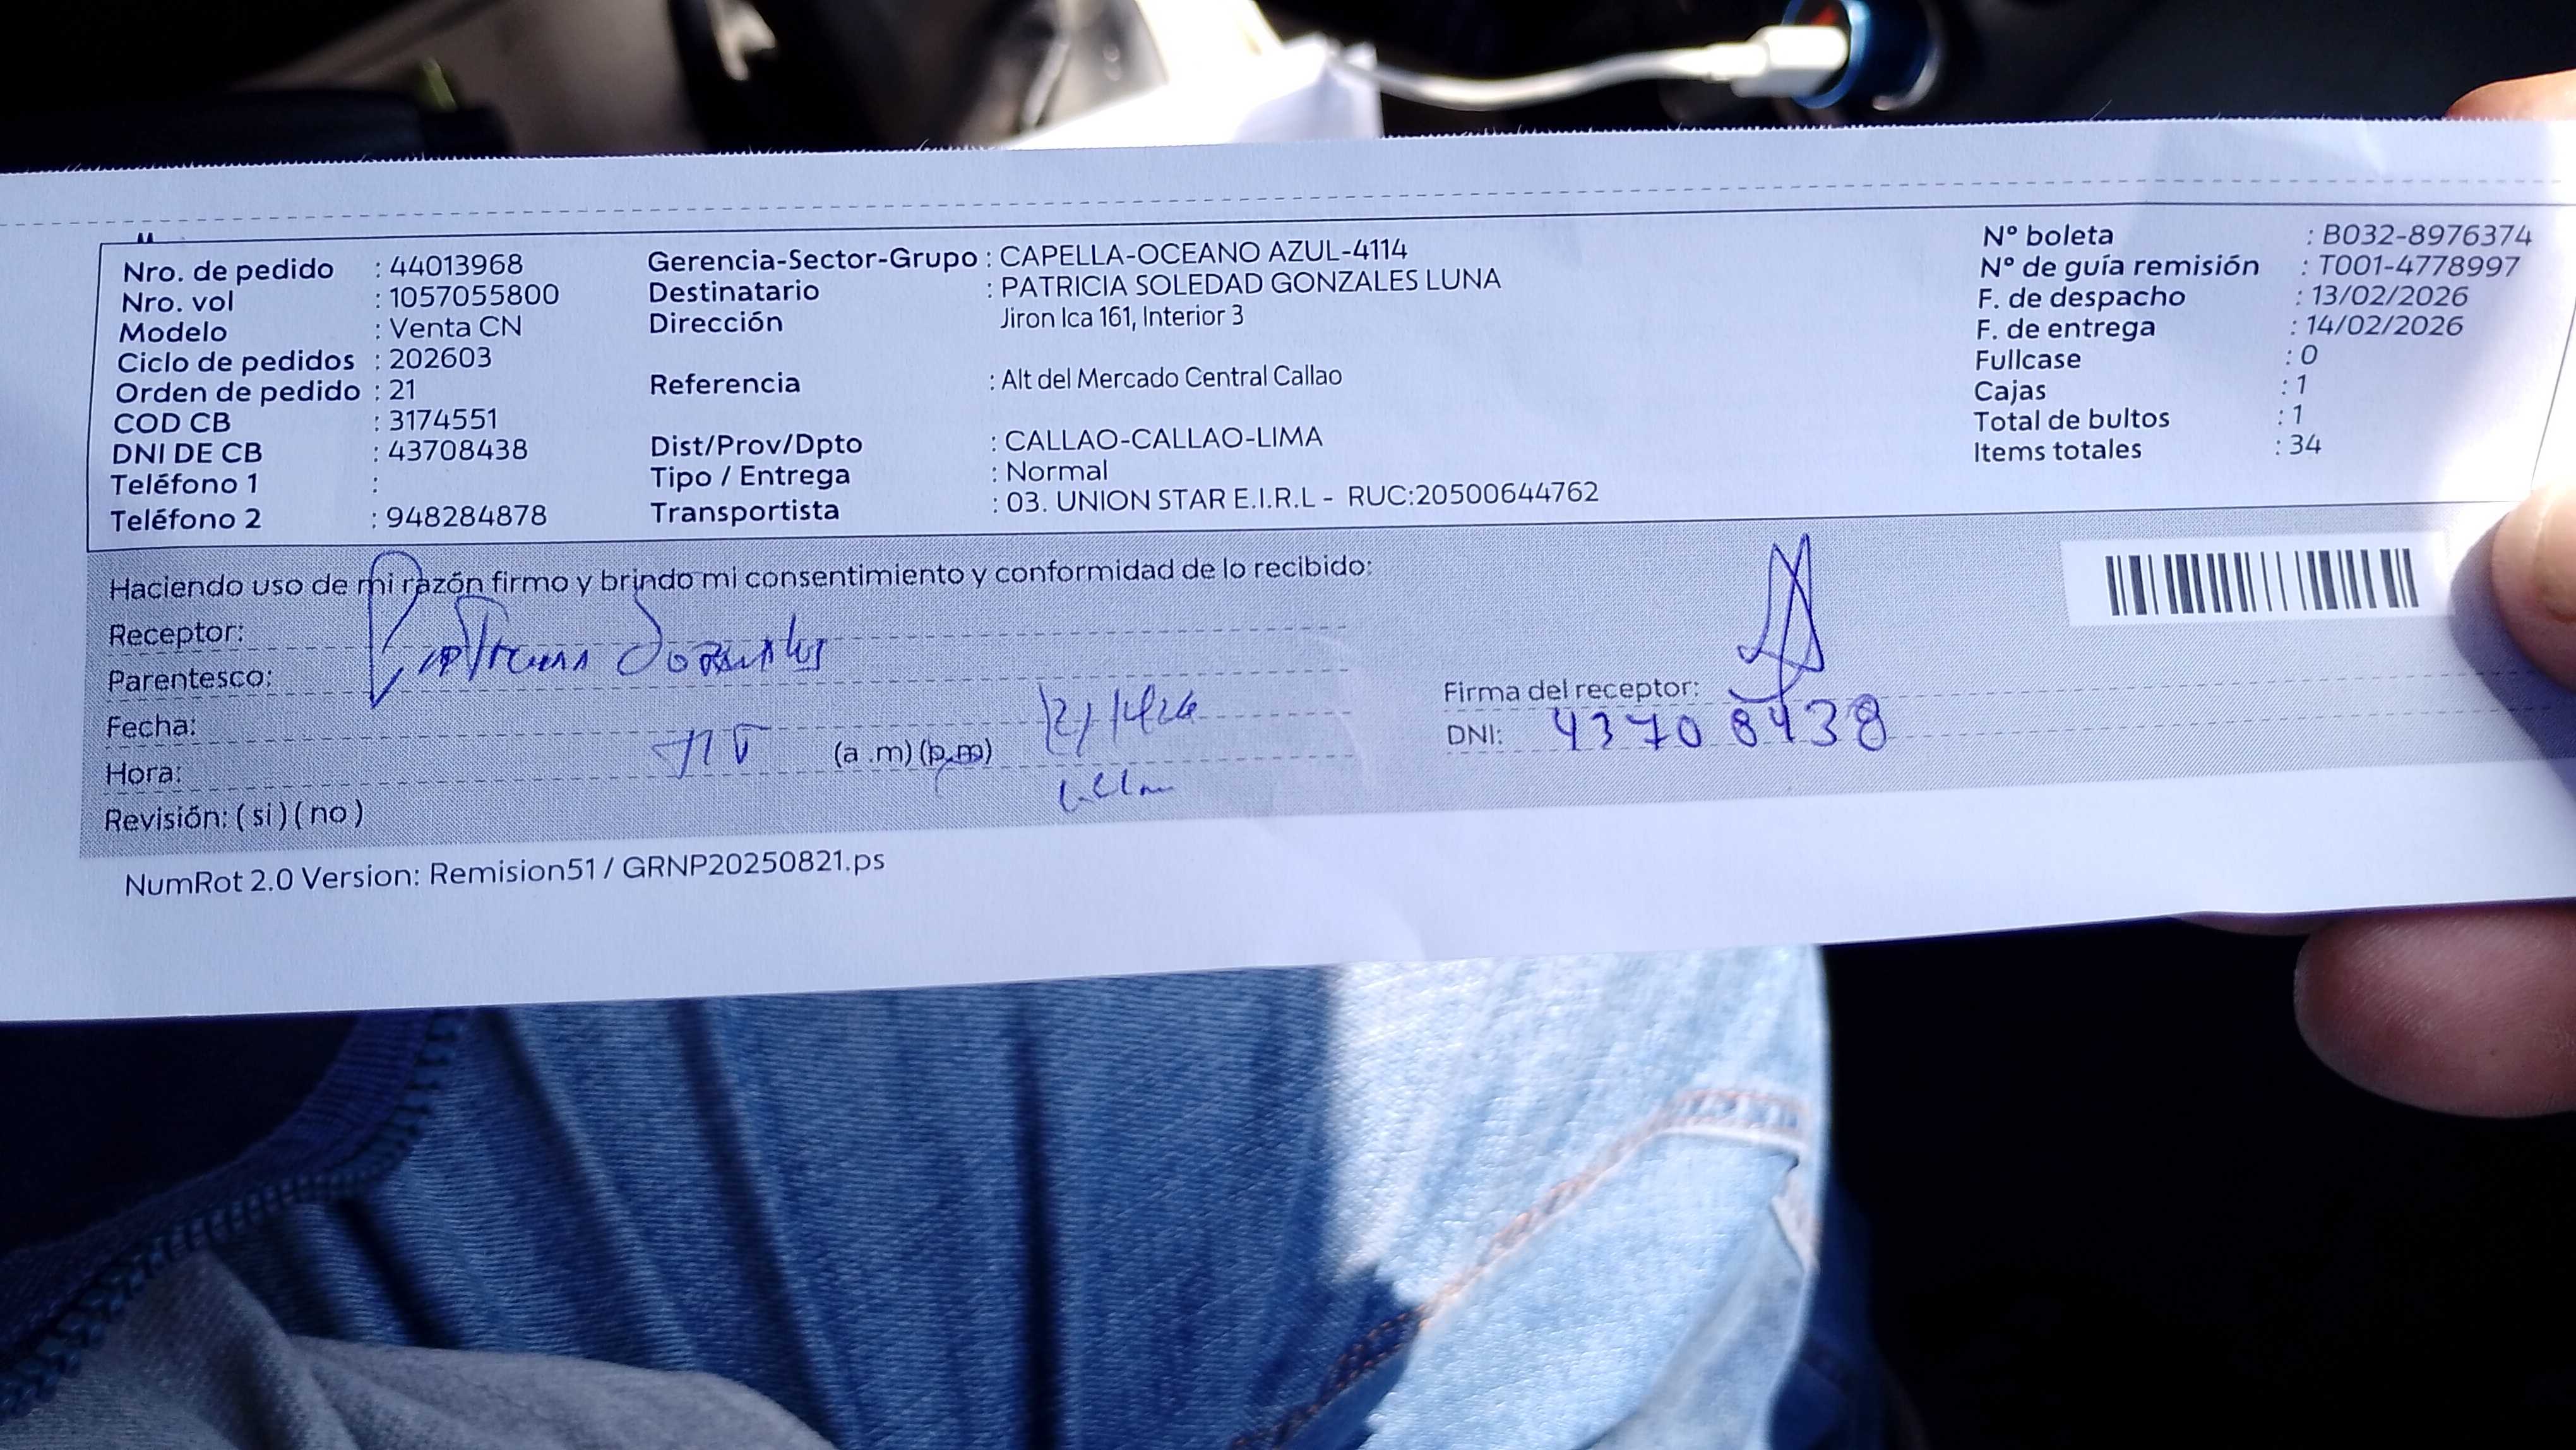 Nro. de pedido : 44013968
Nro. vol : 1057055800
Modelo : Venta CN
Ciclo de pedidos : 202603
Orden de pedido : 21
COD CB : 3174551
DNI DE CB : 43708438
Teléfono 1 :
Teléfono 2 : 948284878
Gerencia-Sector-Grupo : CAPELLA-OCEANO AZUL-4114
Destinatario : PATRICIA SOLEDAD GONZALES LUNA
Dirección Jiron Ica 161, Interior 3
Referencia : Alt del Mercado Central Callao
Dist/Prov/Dpto : CALLAO-CALLAO-LIMA
Tipo / Entrega : Normal
Transportista : 03. UNION STAR E.I.R.L - RUC:20500644762
N° boleta : B032-8976374
N° de guía remisión : T001-4778997
F. de despacho : 13/02/2026
F. de entrega : 14/02/2026
Fullcase : 0
Cajas : 1
Total de bultos : 1
Items totales : 34
Haciendo uso de mi razón firmo y brindo mi consentimiento y conformidad de lo recibido:
Receptor:
Parentesco:
Fecha:
Hora: (a .m) (p.m)
Revisión: ( si ) ( no )
Firma del receptor:
DNI: 43708438
NumRot 2.0 Version: Remision51 / GRNP20250821.ps